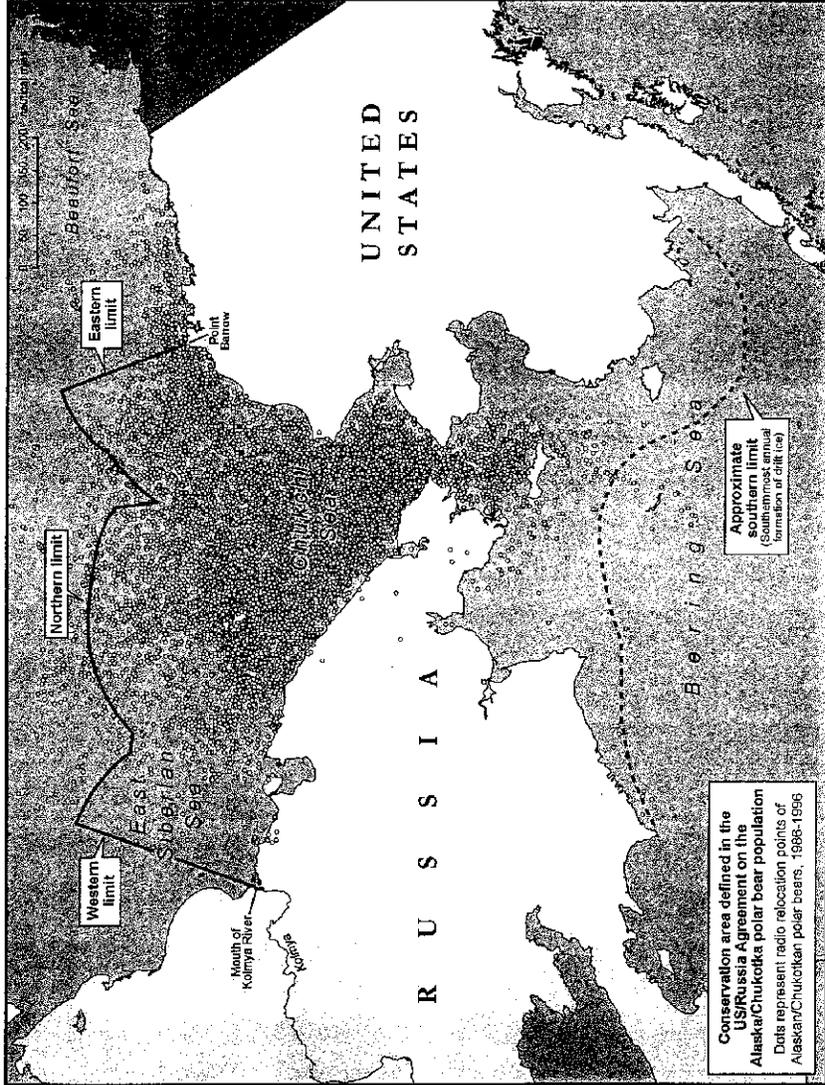 0 50 100 150 200 nautical miles
Beaufort Sea
Eastern
limit
Northern limit
Western
limit
Point
Barrow
East
Siberian
Sea
Chukchi
Sea
Mouth of
Kolmya River
Kolmya
UNITED
STATES
RUSSIA
Bering Sea
Approximate
southern limit
(Southernmost annual
formation of drift ice)
Conservation area defined in the
US/Russia Agreement on the
Alaska/Chukotka polar bear population
Dots represent radio relocation points of
Alaskan/Chukotkan polar bears, 1986-1996